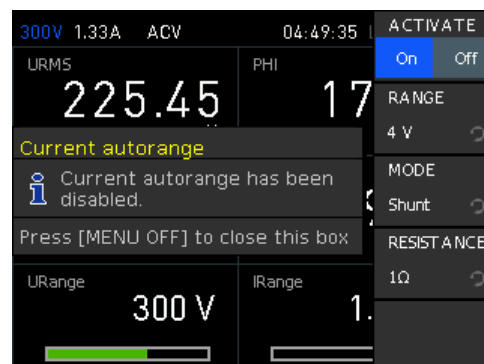 300V 1.33A ACV 04:49:35
ACTIVATE
On Off
URMS
225.45
PHI
17
RANGE
4 V
Current autorange
Current autorange has been
disabled.
Press [MENU OFF] to close this box
MODE
Shunt
RESISTANCE
1Ω
URange
300 V
IRange
1.